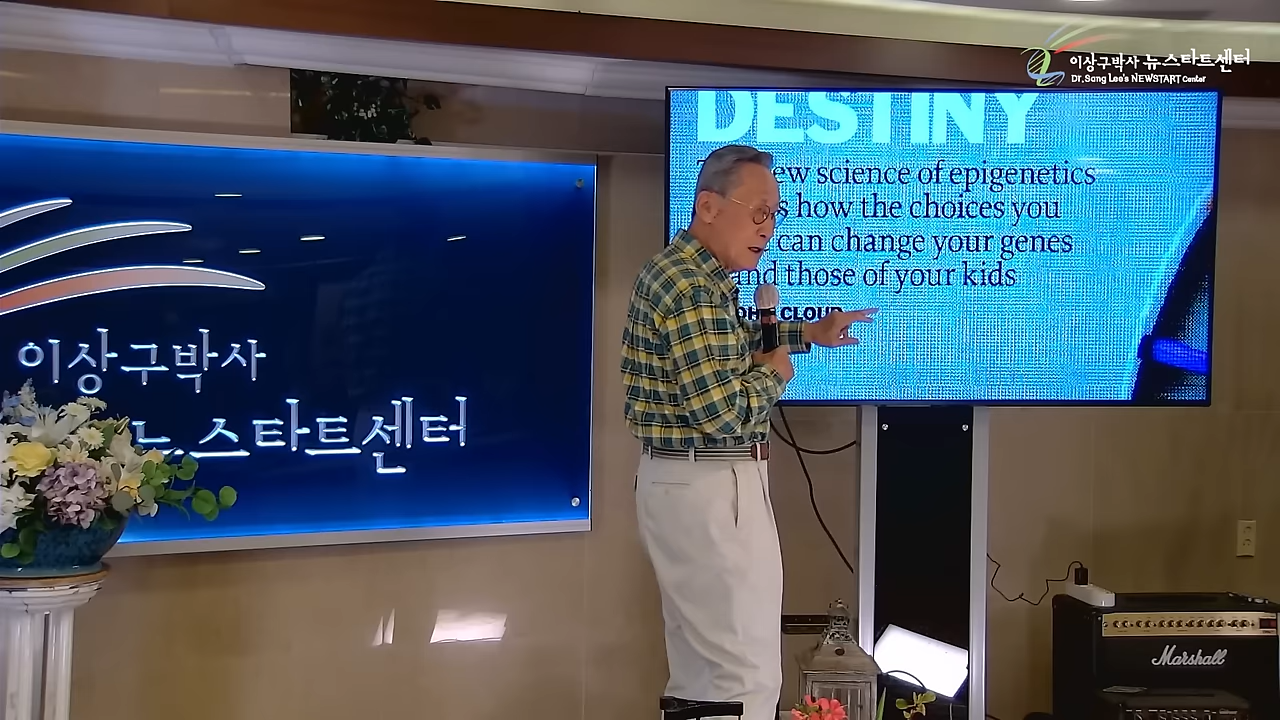 이상구박사 뉴스타트센터
Dr. Sang Lee's NEWSTART Center
DESTINY
ew science of epigenetics
s how the choices you
can change your genes
and those of your kids
CLOUD
이상구박사
뉴스타트센터
Marshall